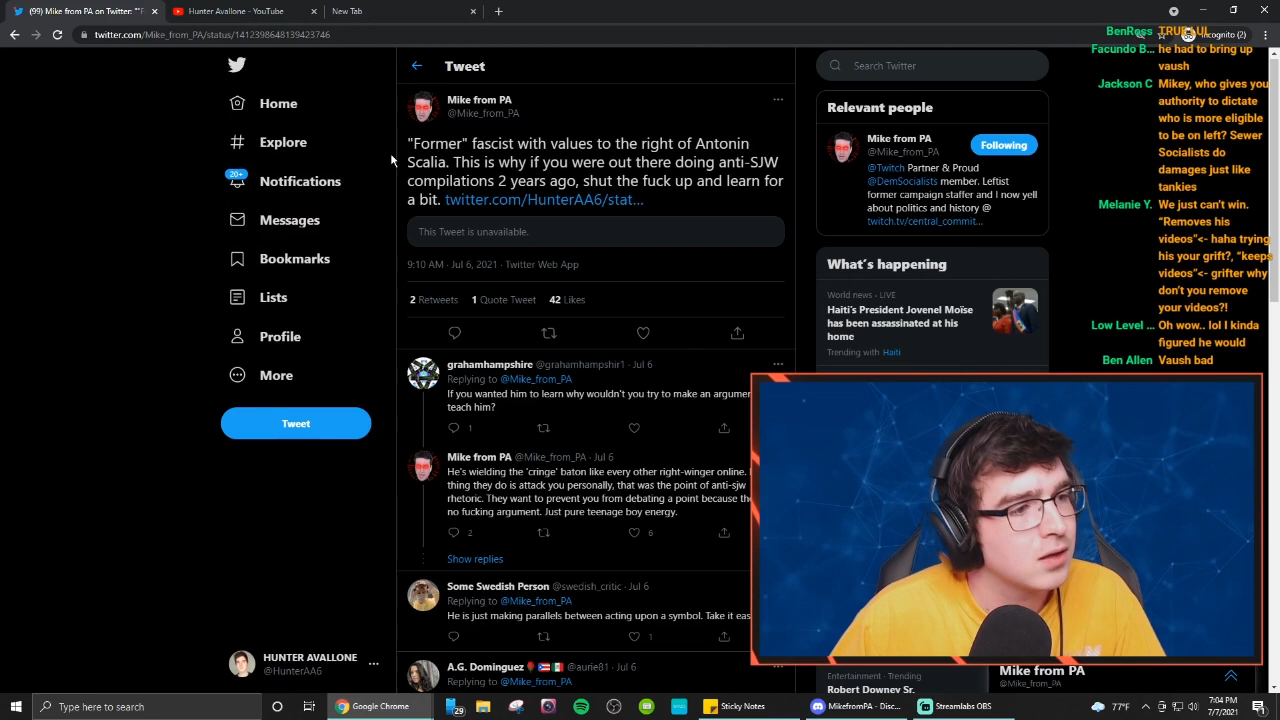 (99) Mike from PA on Twitter: ""F
Hunter Avallone - YouTube
New Tab
twitter.com/Mike_from_PA/status/1412398648819423746
Incognito (2)
Home
Explore
20+
Notifications
Messages
Bookmarks
Lists
Profile
More
Tweet
HUNTER AVALLONE
@HunterAA6
Tweet
Mike from PA
@Mike_from_PA
"Former" fascist with values to the right of Antonin
Scalia. This is why if you were out there doing anti-SJW
compilations 2 years ago, shut the fuck up and learn for
a bit. twitter.com/HunterAA6/stat...
This Tweet is unavailable.
9:10 AM · Jul 6, 2021 · Twitter Web App
2 Retweets 1 Quote Tweet 42 Likes
grahamhampshire @grahamhampshir1 · Jul 6
Replying to @Mike_from_PA
If you wanted him to learn why wouldn't you try to make an argumen
teach him?
1
Mike from PA @Mike_from_PA · Jul 6
He's wielding the 'cringe' baton like every other right-winger online.
thing they do is attack you personally, that was the point of anti-sjw
rhetoric. They want to prevent you from debating a point because the
no fucking argument. Just pure teenage boy energy.
2 6
Show replies
Some Swedish Person @swedish_critic · Jul 6
Replying to @Mike_from_PA
He is just making parallels between acting upon a symbol. Take it eas
1
A.G. Dominguez @aurie81 · Jul 6
Replying to @Mike_from_PA
Search Twitter
Relevant people
Mike from PA
@Mike_from_PA
Following
@Twitch Partner & Proud
@DemSocialists member. Leftist
former campaign staffer and I now yell
about politics and history @
twitch.tv/central_commit...
What's happening
World news · LIVE
Haiti's President Jovenel Moïse
has been assassinated at his
home
Trending with Haiti
Entertainment · Trending
Robert Downey Sr.
Mike from PA
@Mike_from_PA
BenRoss TRUE LUL
Facundo B... he had to bring up
vaush
Jackson C Mikey, who gives you
authority to dictate
who is more eligible
to be on left? Sewer
Socialists do
damages just like
tankies
Melanie Y. We just can't win.
"Removes his
videos"<- haha trying
his your grift?, "keeps
videos"<- grifter why
don't you remove
your videos?!
Low Level ... Oh wow.. lol I kinda
figured he would
Ben Allen Vaush bad
Type here to search
Google Chrome
29
Sticky Notes
MikefromPA - Disc...
Streamlabs OBS
77°F
7:04 PM
7/7/2021